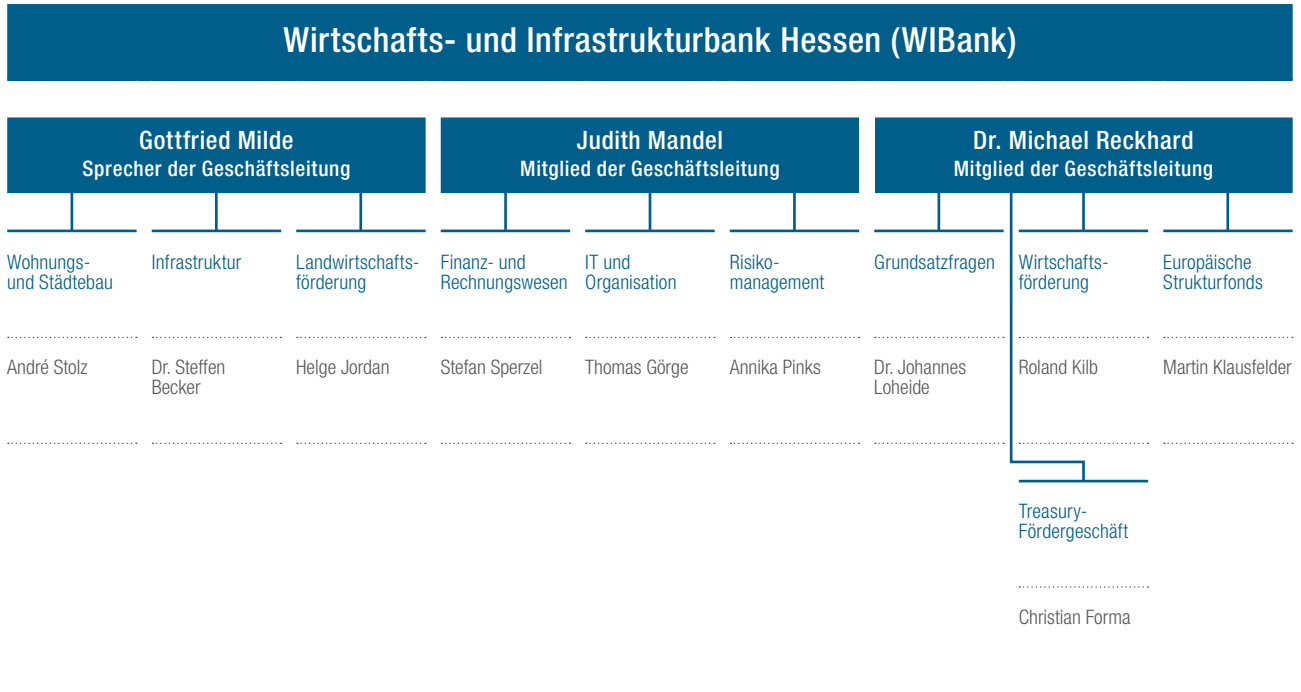 Wirtschafts- und Infrastrukturbank Hessen (WIBank)
Gottfried Milde
Sprecher der Geschäftsleitung
Judith Mandel
Mitglied der Geschäftsleitung
Dr. Michael Reckhard
Mitglied der Geschäftsleitung
Wohnungs-
und Städtebau
Infrastruktur
Landwirtschafts-
förderung
Finanz- und
Rechnungswesen
IT und
Organisation
Risiko-
management
Grundsatzfragen
Wirtschafts-
förderung
Europäische
Strukturfonds
André Stolz
Dr. Steffen
Becker
Helge Jordan
Stefan Sperzel
Thomas Görge
Annika Pinks
Dr. Johannes
Loheide
Roland Kilb
Martin Klausfelder
Treasury-
Fördergeschäft
Christian Forma